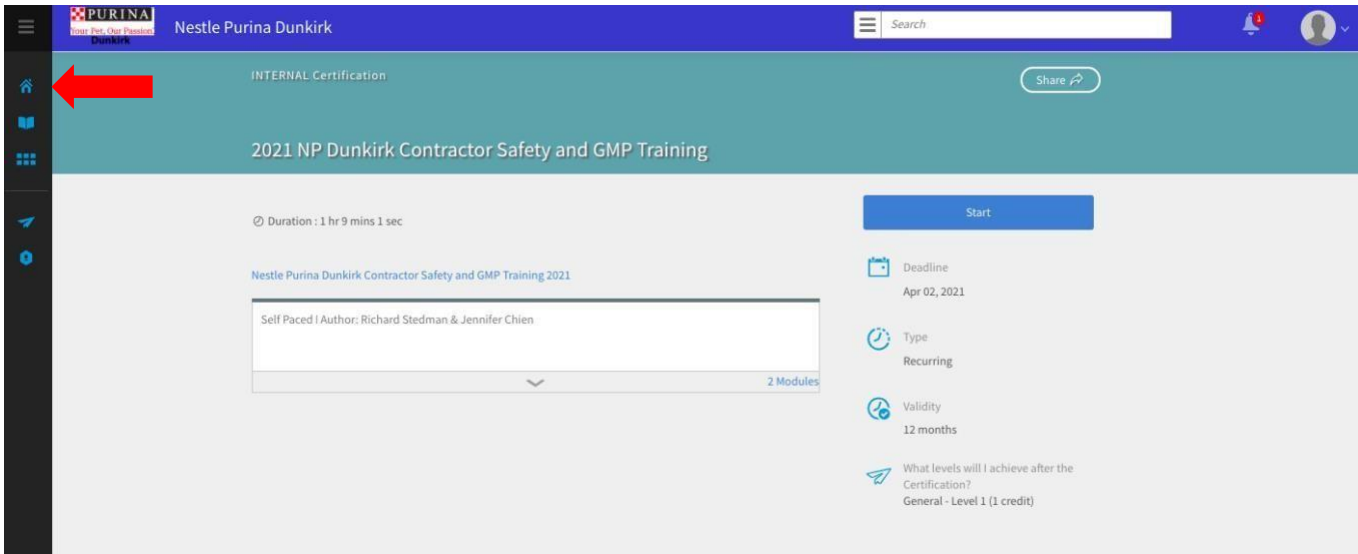 PURINA
Your Pet, Our Passion.
Dunkirk
Nestle Purina Dunkirk
Search
1
INTERNAL Certification
Share
2021 NP Dunkirk Contractor Safety and GMP Training
Duration : 1 hr 9 mins 1 sec
Start
Nestle Purina Dunkirk Contractor Safety and GMP Training 2021
Self Paced | Author: Richard Stedman & Jennifer Chien
2 Modules
Deadline
Apr 02, 2021
Type
Recurring
Validity
12 months
What levels will I achieve after the
Certification?
General - Level 1 (1 credit)